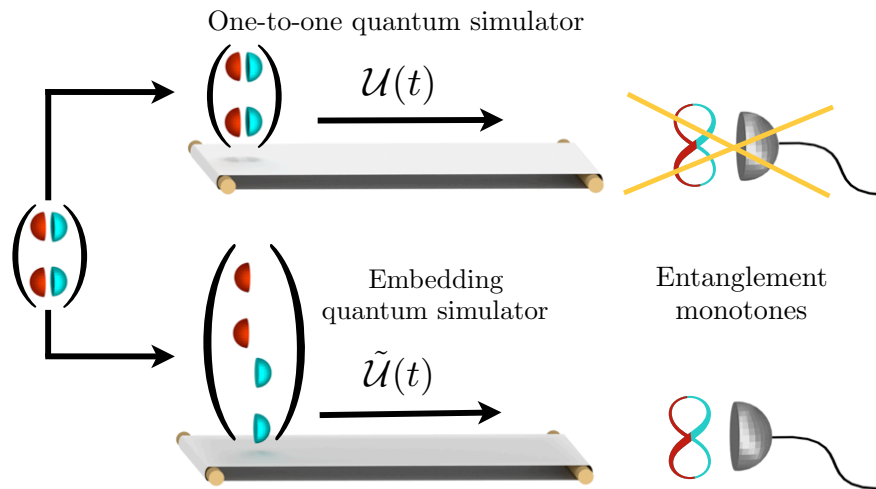 One-to-one quantum simulator
𝒰(t)
Embedding
quantum simulator
𝒰̃(t)
Entanglement
monotones